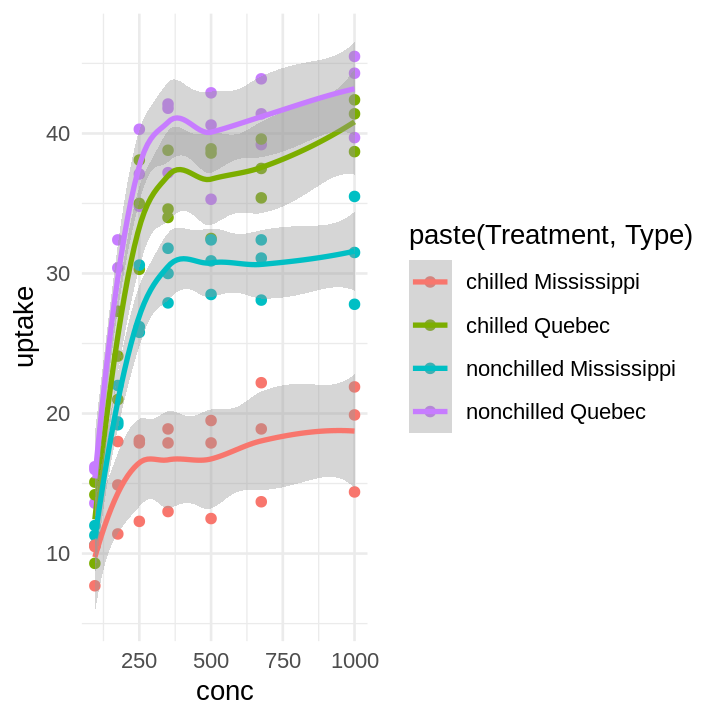 40
30
20
10
uptake
250 500 750 1000
conc
paste(Treatment, Type)
chilled Mississippi
chilled Quebec
nonchilled Mississippi
nonchilled Quebec